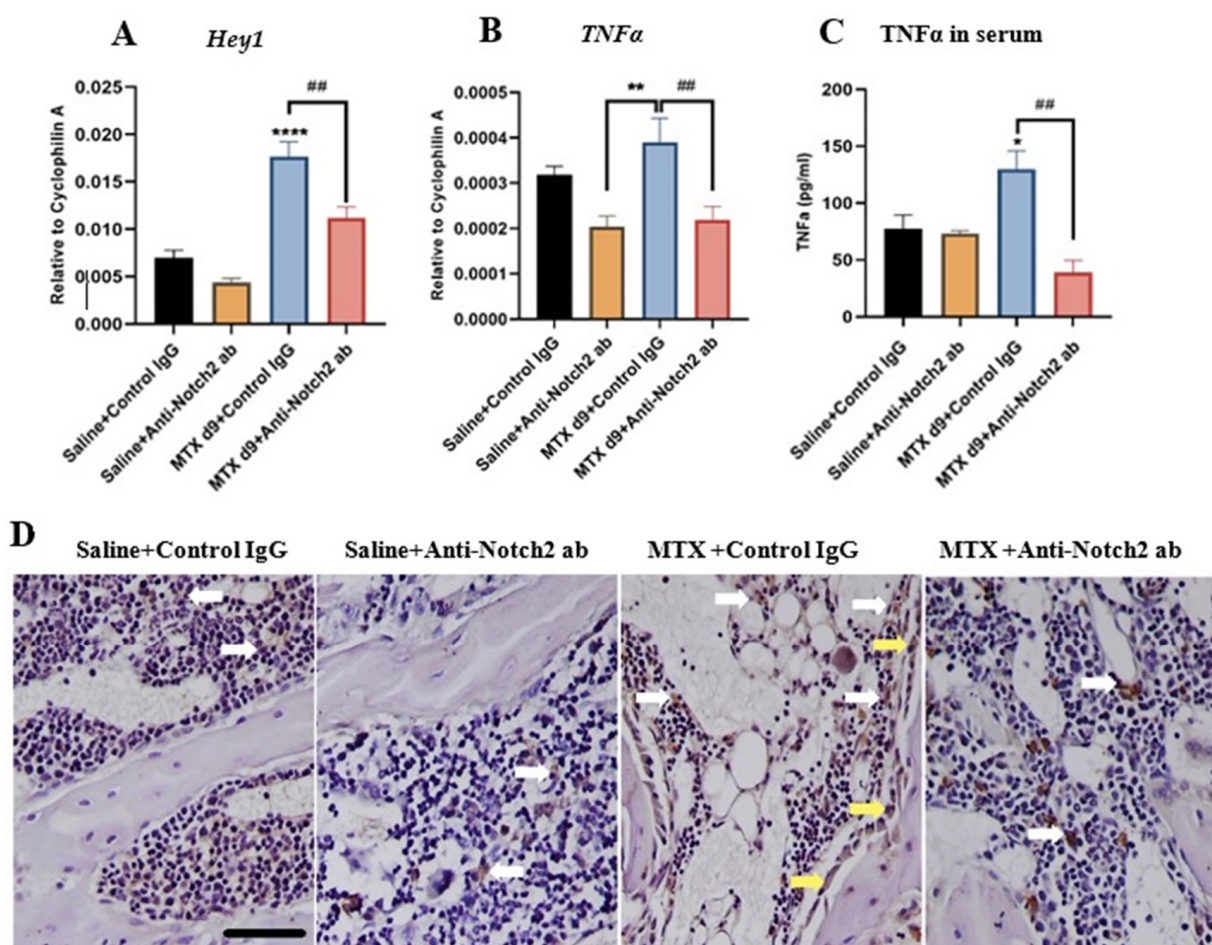 A
Hey1
Relative to Cyclophilin A
0.025
0.020
0.015
0.010
0.005
0.000
****
##
Saline+Control IgG
Saline+Anti-Notch2 ab
MTX d9+Control IgG
MTX d9+Anti-Notch2 ab
B
TNFα
Relative to Cyclophilin A
0.0005
0.0004
0.0003
0.0002
0.0001
0.0000
**
##
Saline+Control IgG
Saline+Anti-Notch2 ab
MTX d9+Control IgG
MTX d9+Anti-Notch2 ab
C
TNFα in serum
TNFa (pg/ml)
200
150
100
50
0
*
##
Saline+Control IgG
Saline+Anti-Notch2 ab
MTX d9+Control IgG
MTX d9+Anti-Notch2 ab
D
Saline+Control IgG
Saline+Anti-Notch2 ab
MTX +Control IgG
MTX +Anti-Notch2 ab